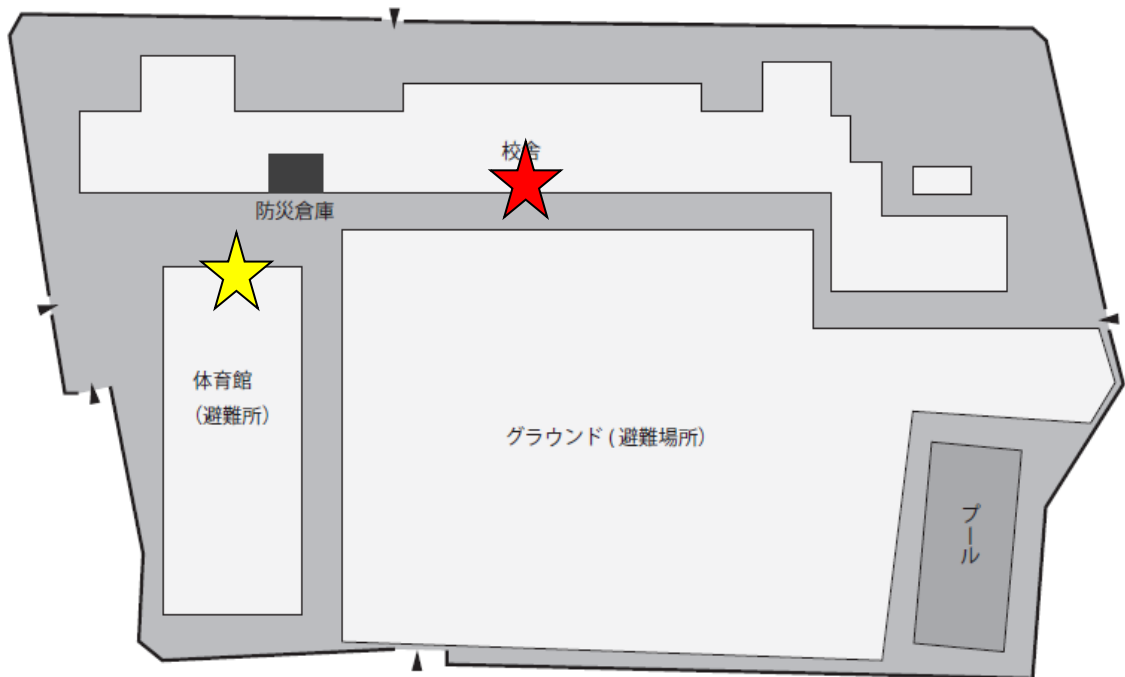 校舎
防災倉庫
体育館
（避難所）
グラウンド ( 避難場所）
プール